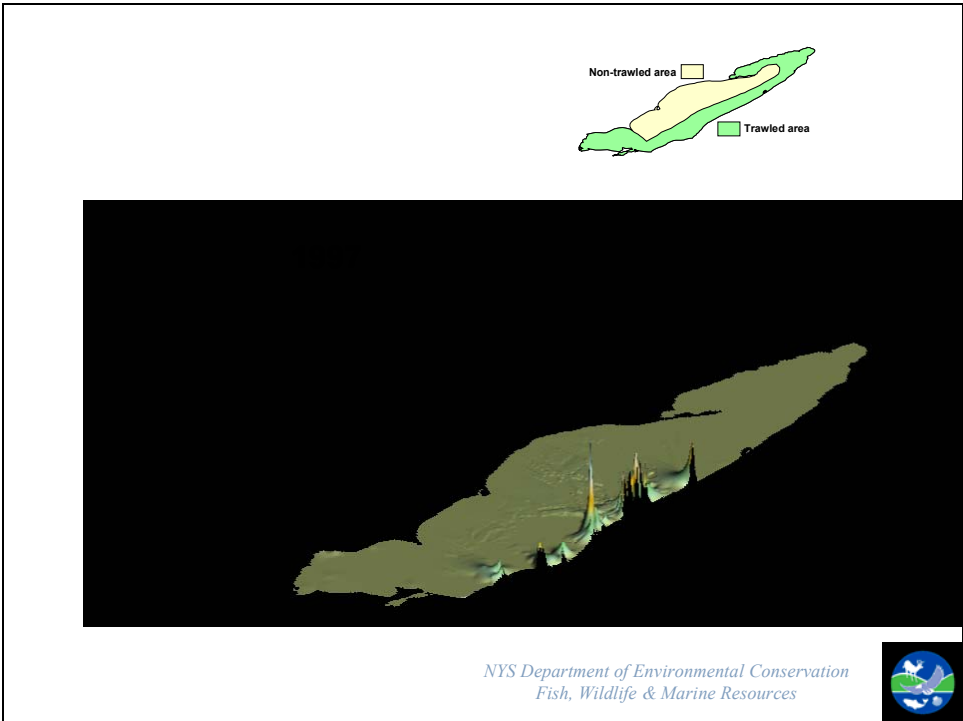 Non-trawled area
Trawled area
NYS Department of Environmental Conservation
Fish, Wildlife & Marine Resources